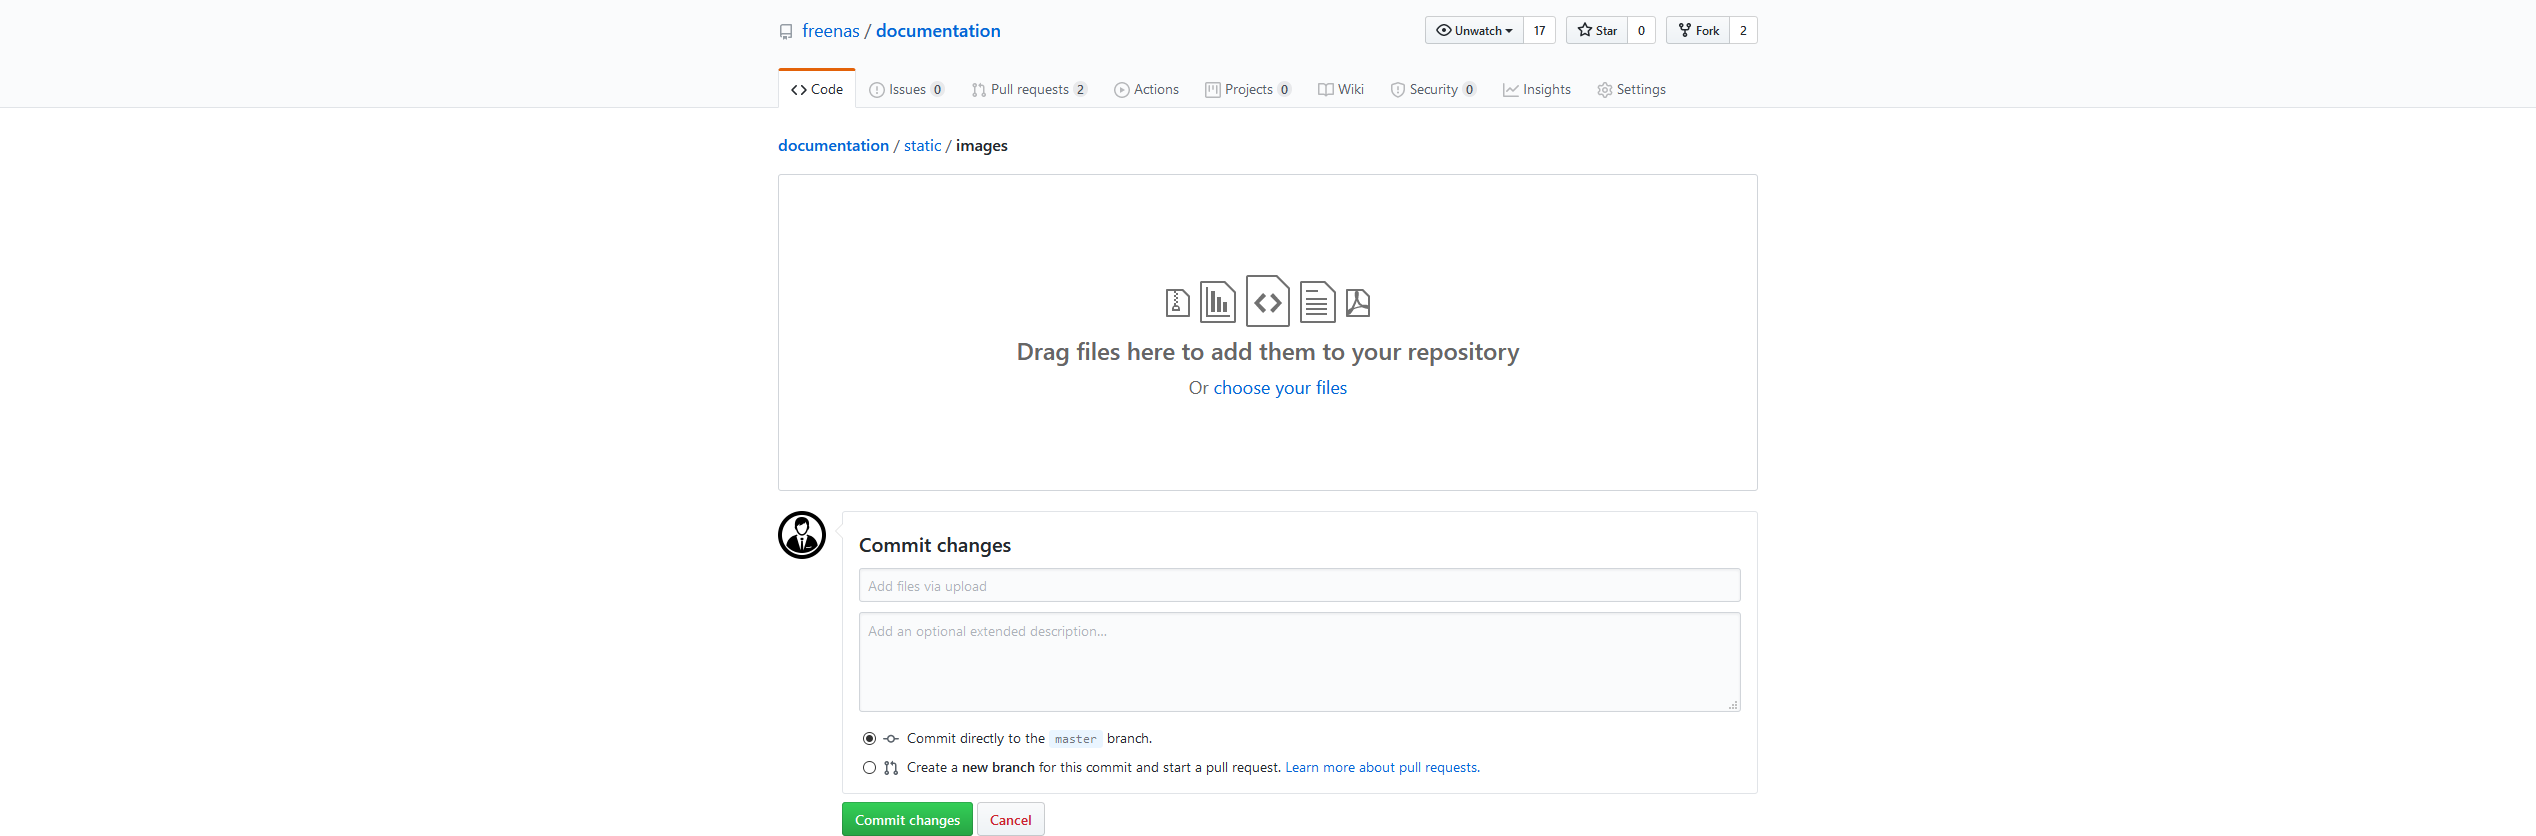 freenas / documentation
Unwatch 17 Star 0 Fork 2
Code Issues 0 Pull requests 2 Actions Projects 0 Wiki Security 0 Insights Settings
documentation / static / images
Drag files here to add them to your repository
Or choose your files
Commit changes
Add files via upload
Add an optional extended description...
Commit directly to the master branch.
Create a new branch for this commit and start a pull request. Learn more about pull requests.
Commit changes Cancel